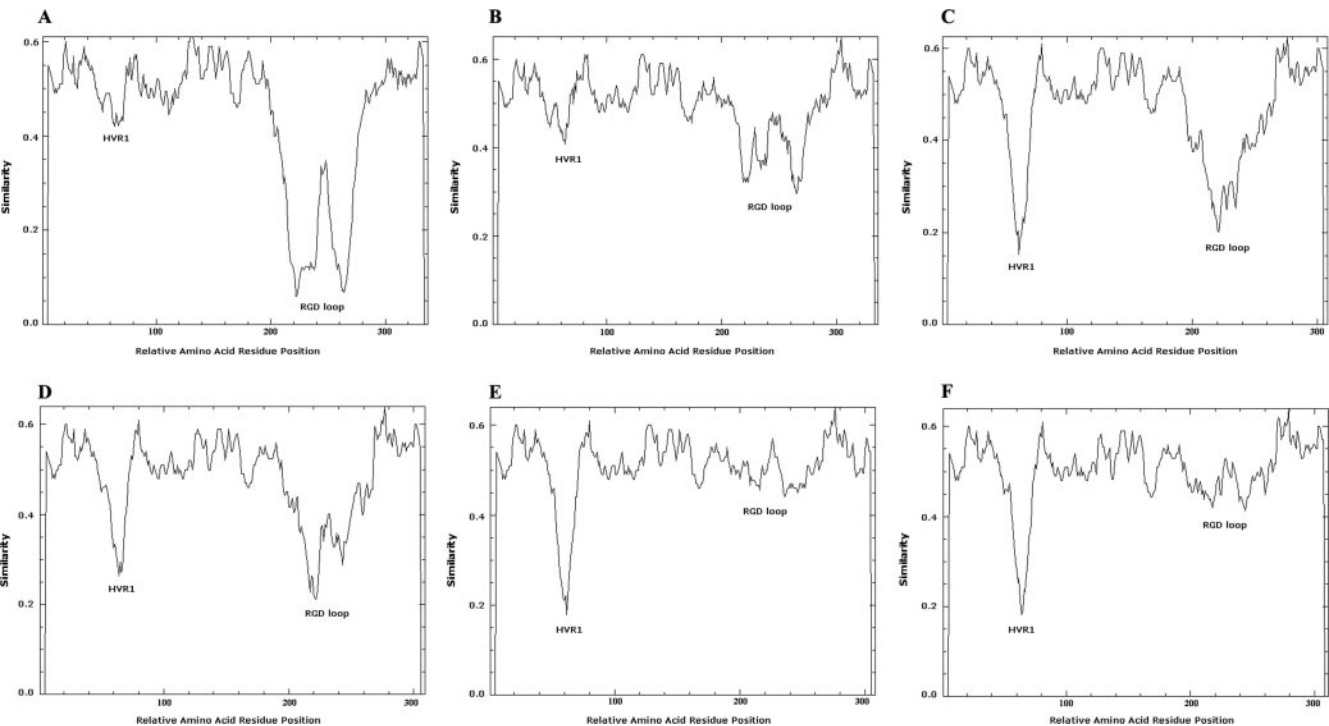 A
0.6
0.4
0.2
0.0
Similarity
HVR1
RGD loop
100 200 300
Relative Amino Acid Residue Position
B
0.6
0.4
0.2
0.0
Similarity
HVR1
RGD loop
100 200 300
Relative Amino Acid Residue Position
C
0.6
0.4
0.2
0.0
Similarity
HVR1
RGD loop
100 200 300
Relative Amino Acid Residue Position
D
0.6
0.4
0.2
0.0
Similarity
HVR1
RGD loop
100 200 300
Relative Amino Acid Residue Position
E
0.6
0.4
0.2
0.0
Similarity
HVR1
RGD loop
100 200 300
Relative Amino Acid Residue Position
F
0.6
0.4
0.2
0.0
Similarity
HVR1
RGD loop
100 200 300
Relative Amino Acid Residue Position